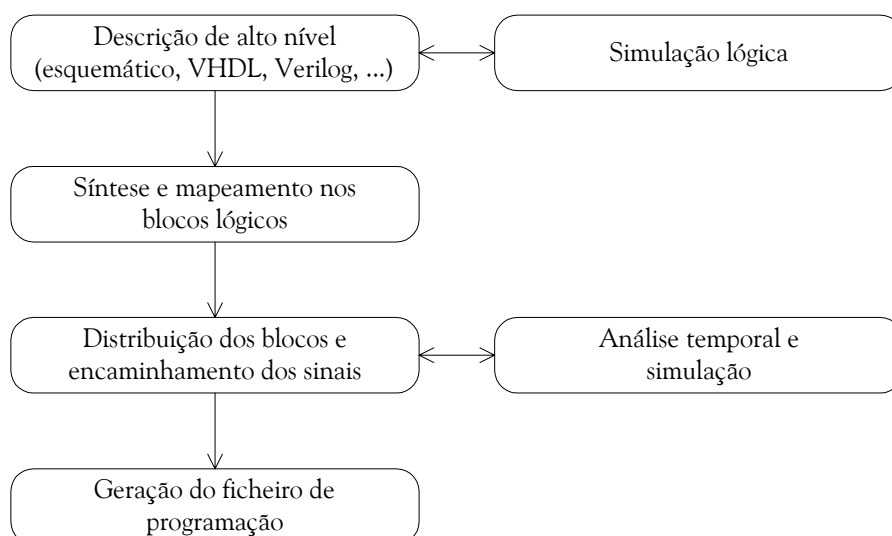 Descrição de alto nível
(esquemático, VHDL, Verilog, ...)
Simulação lógica
Síntese e mapeamento nos
blocos lógicos
Distribuição dos blocos e
encaminhamento dos sinais
Análise temporal e
simulação
Geração do ficheiro de
programação